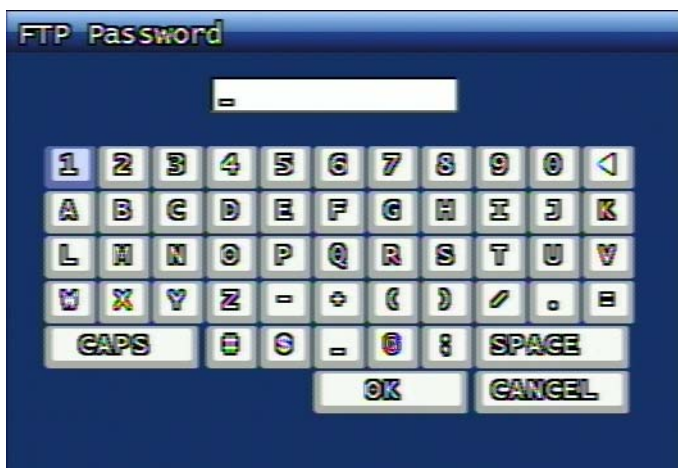 FTP Password
_
1 2 3 4 5 6 7 8 9 0 ◁
A B C D E F G H I J K
L M N O P Q R S T U V
W X Y Z - + ( ) / . =
CAPS # $ _ @ : SPACE
OK CANCEL